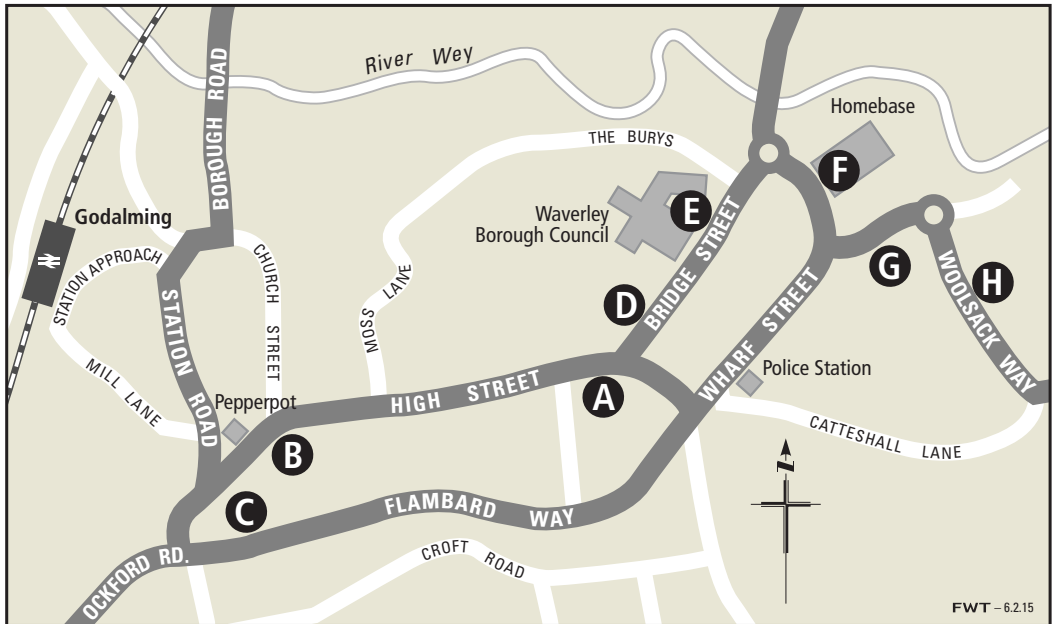 River Wey
BOROUGH ROAD
Homebase
THE BURYS
F
Godalming
Waverley
Borough Council
E
BRIDGE STREET
STATION APPROACH
CHURCH STREET
MOSS LANE
G
H
WOOLSACK WAY
D
STATION ROAD
WHARF STREET
MILL LANE
Police Station
Pepperpot
HIGH STREET
A
B
CATTESHALL LANE
C
FLAMBARD WAY
N
OCKFORD RD.
CROFT ROAD
FWT – 6.2.15